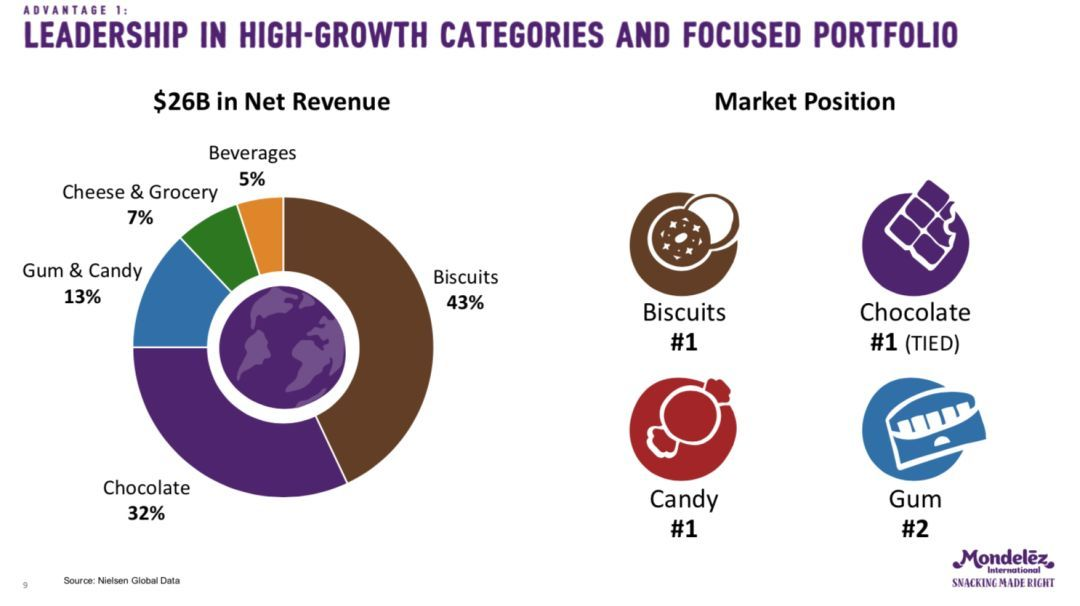 ADVANTAGE 1:
LEADERSHIP IN HIGH-GROWTH CATEGORIES AND FOCUSED PORTFOLIO
$26B in Net Revenue
Beverages
5%
Cheese & Grocery
7%
Gum & Candy
13%
Biscuits
43%
Chocolate
32%
Market Position
Biscuits
#1
Chocolate
#1 (TIED)
Candy
#1
Gum
#2
9
Source: Nielsen Global Data
Mondelēz
International
SNACKING MADE RIGHT